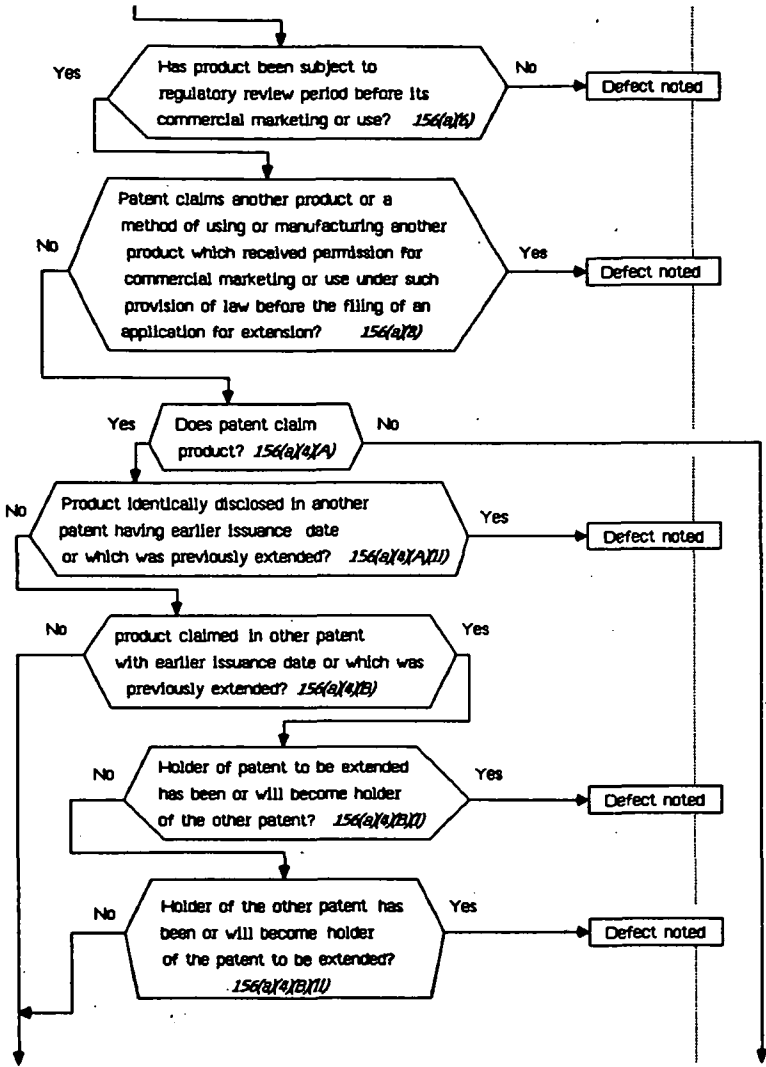 Has product been subject to
Yes
No
regulatory review period before its
Defect noted
commercial marketing or use? 156(a)(6)
Patent claims another product or a
method of using or manufacturing another
No
product which received permission for
Yes
commercial marketing or use under such
Defect noted
provision of law before the filing of an
application for extension? 156(a)(8)
Yes
Does patent claim
No
product? 156(a)(4)(A)
Product identically disclosed in another
No
Yes
patent having earlier issuance date
Defect noted
or which was previously extended? 156(a)(4)(A)(II)
No
product claimed in other patent
Yes
with earlier issuance date or which was
previously extended? 156(a)(4)(B)
Holder of patent to be extended
No
Yes
has been or will become holder
Defect noted
of the other patent? 156(a)(4)(B)(I)
Holder of the other patent has
No
Yes
been or will become holder
Defect noted
of the patent to be extended?
156(a)(4)(B)(II)